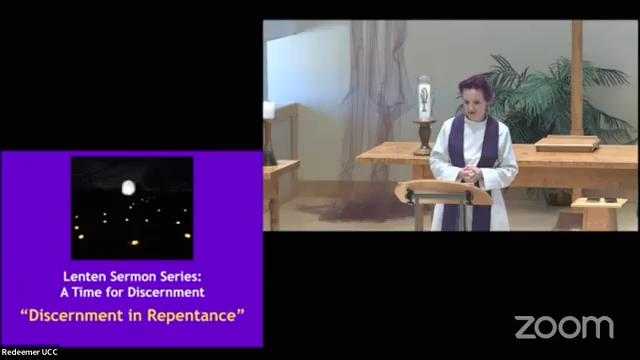 Lenten Sermon Series:
A Time for Discernment
“Discernment in Repentance”
Redeemer UCC
zoom